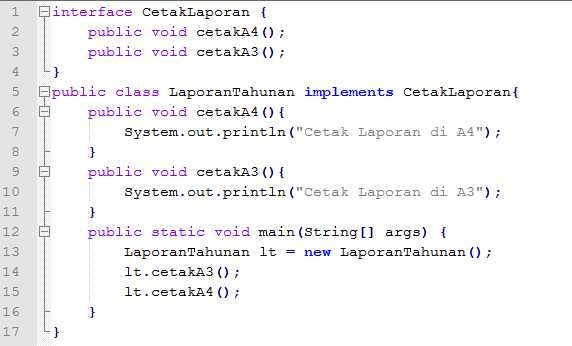 1 interface CetakLaporan {
2 public void cetakA4();
3 public void cetakA3();
4 }
5 public class LaporanTahunan implements CetakLaporan{
6 public void cetakA4(){
7 System.out.println("Cetak Laporan di A4");
8 }
9 public void cetakA3(){
10 System.out.println("Cetak Laporan di A3");
11 }
12 public static void main(String[] args) {
13 LaporanTahunan lt = new LaporanTahunan();
14 lt.cetakA3();
15 lt.cetakA4();
16 }
17 }